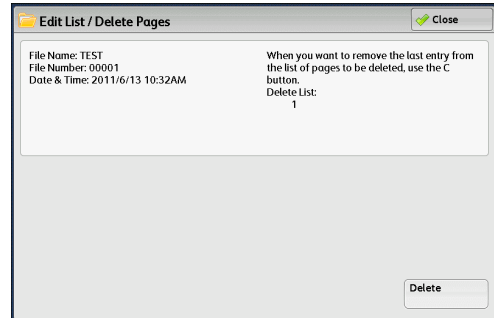 Edit List / Delete Pages
Close
File Name: TEST
File Number: 00001
Date & Time: 2011/6/13 10:32AM
When you want to remove the last entry from
the list of pages to be deleted, use the C
button.
Delete List:
1
Delete